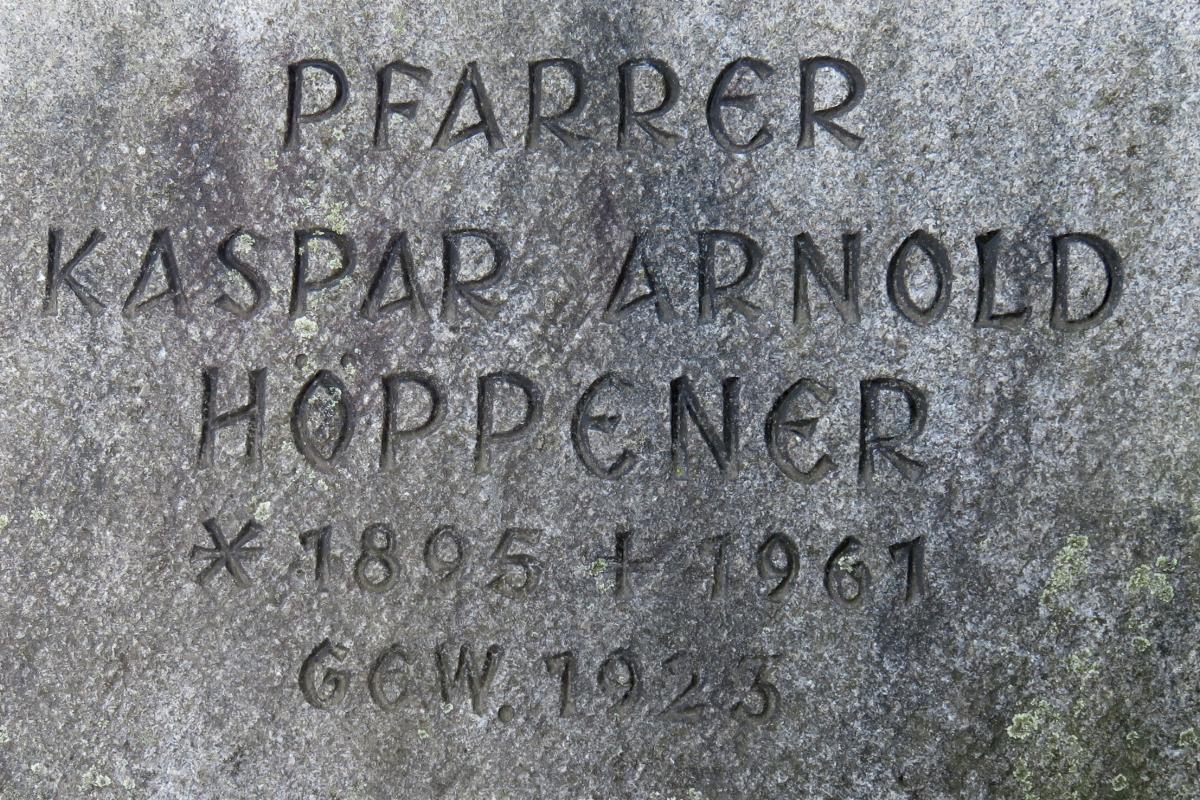 PFARRER
KASPAR ARNOLD
HÖPPENER
* 1895 + 1961
GEW. 1923